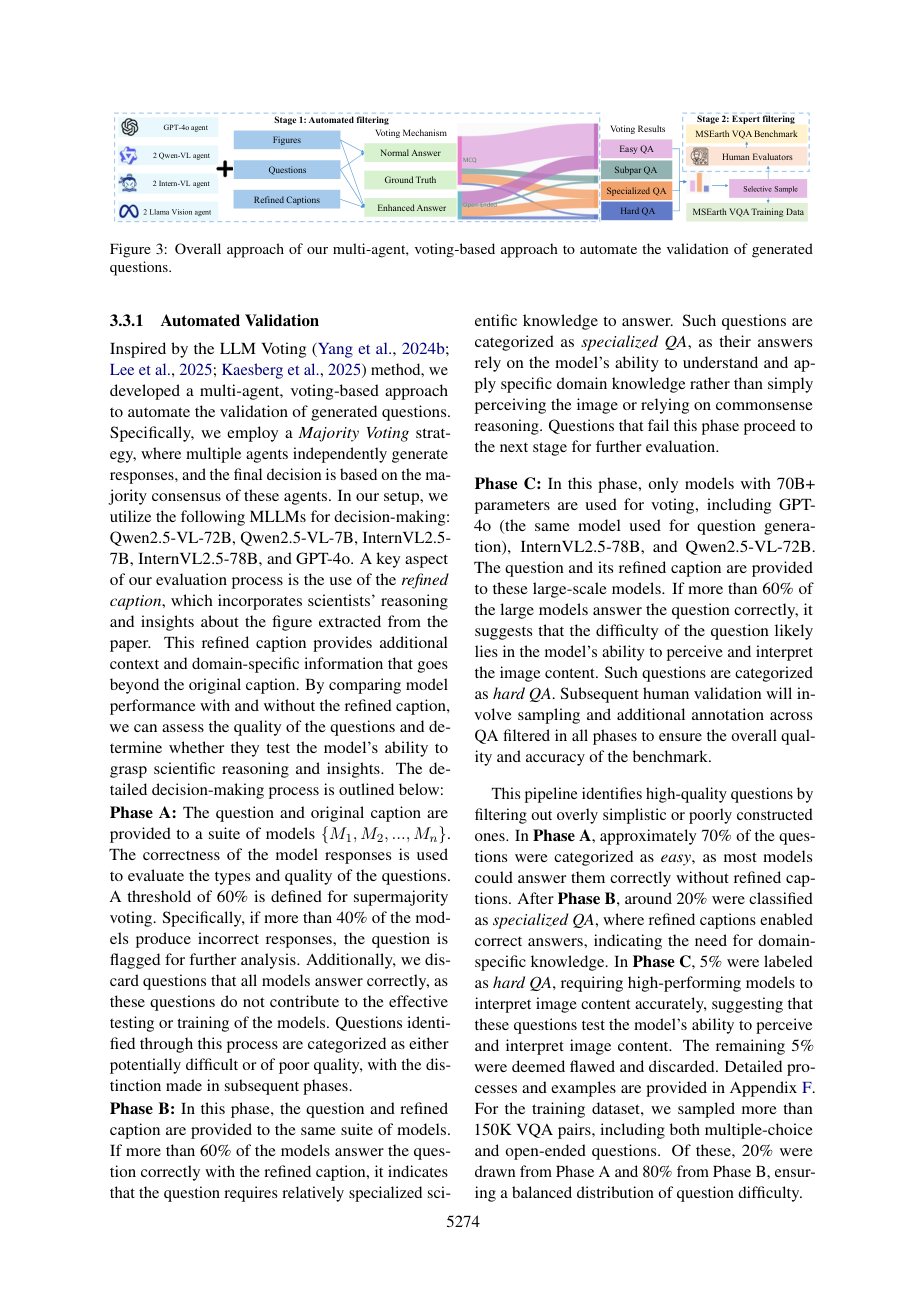 GPT-4o agent
2 Qwen-VL agent
2 Intern-VL agent
2 Llama Vision agent
Stage 1: Automated filtering
Figures
Questions
Refined Captions
Voting Mechanism
Normal Answer
Ground Truth
Enhanced Answer
MCQ
Open-Ended
Voting Results
Easy QA
Subpar QA
Specialized QA
Hard QA
Stage 2: Expert filtering
MSEarth VQA Benchmark
Human Evaluators
Selective Sample
MSEarth VQA Training Data
Figure 3: Overall approach of our multi-agent, voting-based approach to automate the validation of generated
questions.
3.3.1 Automated Validation
Inspired by the LLM Voting (Yang et al., 2024b;
Lee et al., 2025; Kaesberg et al., 2025) method, we
developed a multi-agent, voting-based approach
to automate the validation of generated questions.
Specifically, we employ a Majority Voting strat-
egy, where multiple agents independently generate
responses, and the final decision is based on the ma-
jority consensus of these agents. In our setup, we
utilize the following MLLMs for decision-making:
Qwen2.5-VL-72B, Qwen2.5-VL-7B, InternVL2.5-
7B, InternVL2.5-78B, and GPT-4o. A key aspect
of our evaluation process is the use of the refined
caption, which incorporates scientists' reasoning
and insights about the figure extracted from the
paper. This refined caption provides additional
context and domain-specific information that goes
beyond the original caption. By comparing model
performance with and without the refined caption,
we can assess the quality of the questions and de-
termine whether they test the model's ability to
grasp scientific reasoning and insights. The de-
tailed decision-making process is outlined below:
Phase A: The question and original caption are
provided to a suite of models {M1, M2, ..., Mn}.
The correctness of the model responses is used
to evaluate the types and quality of the questions.
A threshold of 60% is defined for supermajority
voting. Specifically, if more than 40% of the mod-
els produce incorrect responses, the question is
flagged for further analysis. Additionally, we dis-
card questions that all models answer correctly, as
these questions do not contribute to the effective
testing or training of the models. Questions identi-
fied through this process are categorized as either
potentially difficult or of poor quality, with the dis-
tinction made in subsequent phases.
Phase B: In this phase, the question and refined
caption are provided to the same suite of models.
If more than 60% of the models answer the ques-
tion correctly with the refined caption, it indicates
that the question requires relatively specialized sci-
entific knowledge to answer. Such questions are
categorized as specialized QA, as their answers
rely on the model's ability to understand and ap-
ply specific domain knowledge rather than simply
perceiving the image or relying on commonsense
reasoning. Questions that fail this phase proceed to
the next stage for further evaluation.
Phase C: In this phase, only models with 70B+
parameters are used for voting, including GPT-
4o (the same model used for question genera-
tion), InternVL2.5-78B, and Qwen2.5-VL-72B.
The question and its refined caption are provided
to these large-scale models. If more than 60% of
the large models answer the question correctly, it
suggests that the difficulty of the question likely
lies in the model's ability to perceive and interpret
the image content. Such questions are categorized
as hard QA. Subsequent human validation will in-
volve sampling and additional annotation across
QA filtered in all phases to ensure the overall qual-
ity and accuracy of the benchmark.
This pipeline identifies high-quality questions by
filtering out overly simplistic or poorly constructed
ones. In Phase A, approximately 70% of the ques-
tions were categorized as easy, as most models
could answer them correctly without refined cap-
tions. After Phase B, around 20% were classified
as specialized QA, where refined captions enabled
correct answers, indicating the need for domain-
specific knowledge. In Phase C, 5% were labeled
as hard QA, requiring high-performing models to
interpret image content accurately, suggesting that
these questions test the model's ability to perceive
and interpret image content. The remaining 5%
were deemed flawed and discarded. Detailed pro-
cesses and examples are provided in Appendix F.
For the training dataset, we sampled more than
150K VQA pairs, including both multiple-choice
and open-ended questions. Of these, 20% were
drawn from Phase A and 80% from Phase B, ensur-
ing a balanced distribution of question difficulty.
5274